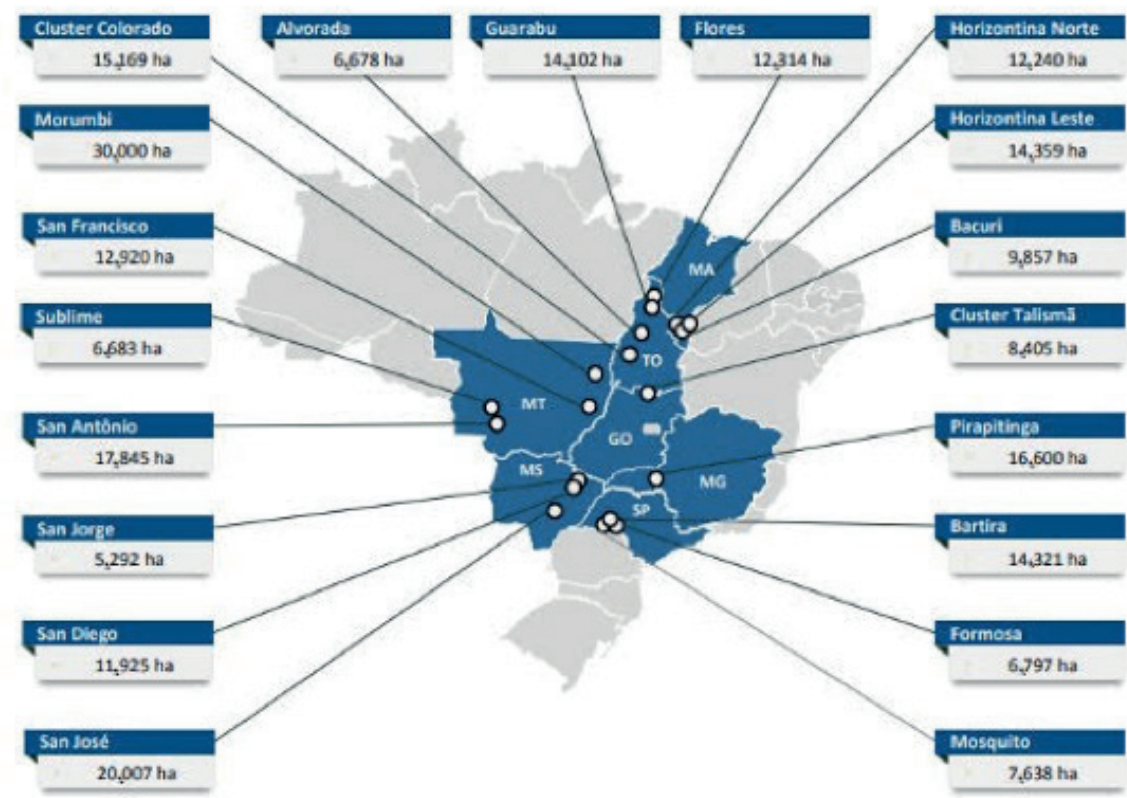 Cluster Colorado
15,169 ha
Alvorada
6,678 ha
Guarabu
14,102 ha
Flores
12,314 ha
Horizontina Norte
12,240 ha
Morumbi
30,000 ha
Horizontina Leste
14,359 ha
San Francisco
12,920 ha
Bacuri
9,857 ha
Sublime
6,683 ha
Cluster Talismã
8,405 ha
San Antônio
17,845 ha
Pirapitinga
16,600 ha
San Jorge
5,292 ha
Bartira
14,321 ha
San Diego
11,925 ha
Formosa
6,797 ha
San José
20,007 ha
Mosquito
7,638 ha
MA
TO
MT
GO
MS
MG
SP